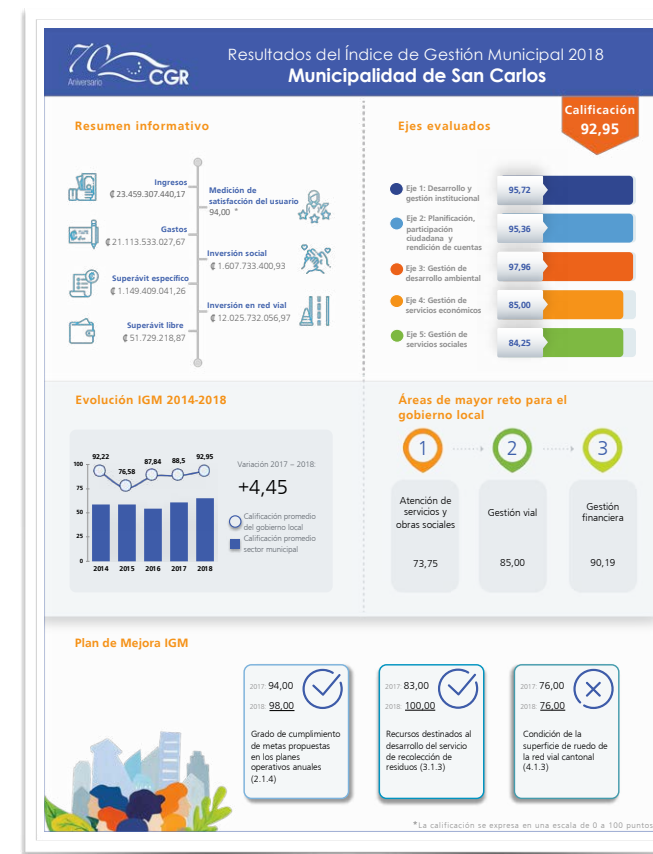 70
Aniversario
CGR
Resultados del Índice de Gestión Municipal 2018
Municipalidad de San Carlos
Calificación
92,95
Resumen informativo
Ingresos
₡ 23.459.307.440,17
Gastos
₡ 21.113.533.027,67
Superávit específico
₡ 1.149.409.041,26
Superávit libre
₡ 51.729.218,87
Medición de
satisfacción del usuario
94,00 *
Inversión social
₡ 1.607.733.400,93
Inversión en red vial
₡ 12.025.732.056,97
Ejes evaluados
Eje 1: Desarrollo y
gestión institucional
95,72
Eje 2: Planificación,
participación
ciudadana y
rendición de cuentas
95,36
Eje 3: Gestión de
desarrollo ambiental
97,96
Eje 4: Gestión de
servicios económicos
85,00
Eje 5: Gestión de
servicios sociales
84,25
Evolución IGM 2014-2018
92,22 76,58 87,84 88,5 92,95
100
75
50
25
0
2014 2015 2016 2017 2018
Variación 2017 – 2018:
+4,45
Calificación promedio
del gobierno local
Calificación promedio
sector municipal
Áreas de mayor reto para el
gobierno local
1 2 3
Atención de
servicios y
obras sociales
73,75
Gestión vial
85,00
Gestión
financiera
90,19
Plan de Mejora IGM
2017: 94,00
2018: 98,00
Grado de cumplimiento
de metas propuestas
en los planes
operativos anuales
(2.1.4)
2017: 83,00
2018: 100,00
Recursos destinados al
desarrollo del servicio
de recolección de
residuos (3.1.3)
2017: 76,00
2018: 76,00
Condición de la
superficie de ruedo de
la red vial cantonal
(4.1.3)
*La calificación se expresa en una escala de 0 a 100 puntos